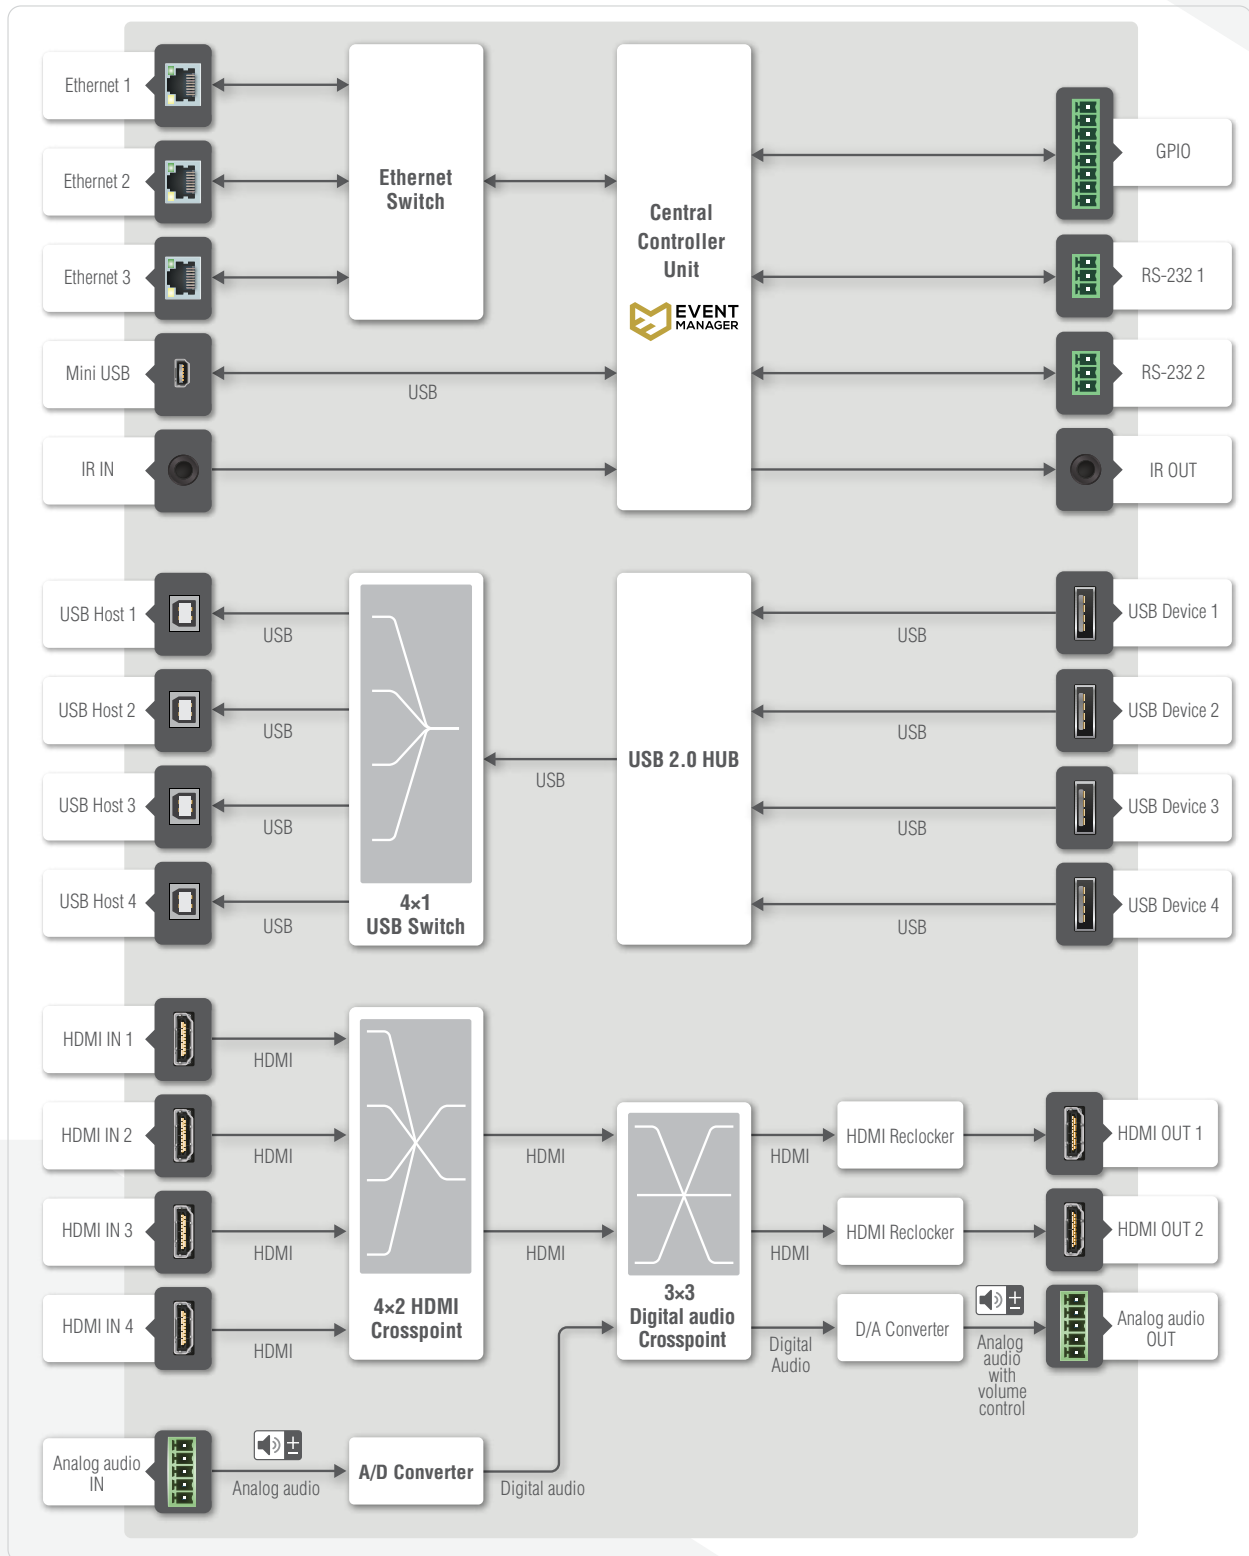 Ethernet 1
Ethernet 2
Ethernet
Switch
Ethernet 3
Mini USB
USB
IR IN
Central
Controller
Unit
EVENT
MANAGER
GPIO
RS-232 1
RS-232 2
IR OUT
USB Host 1
USB
USB Host 2
USB
USB Host 3
USB
USB Host 4
USB
4×1
USB Switch
USB
USB 2.0 HUB
USB
USB Device 1
USB
USB Device 2
USB
USB Device 3
USB
USB Device 4
HDMI IN 1
HDMI
HDMI IN 2
HDMI
HDMI IN 3
HDMI
HDMI IN 4
HDMI
4×2 HDMI
Crosspoint
HDMI
HDMI
3×3
Digital audio
Crosspoint
HDMI
HDMI Reclocker
HDMI OUT 1
HDMI
HDMI Reclocker
HDMI OUT 2
Digital
Audio
D/A Converter
Analog
audio
with
volume
control
Analog audio
OUT
Analog audio
IN
Analog audio
A/D Converter
Digital audio